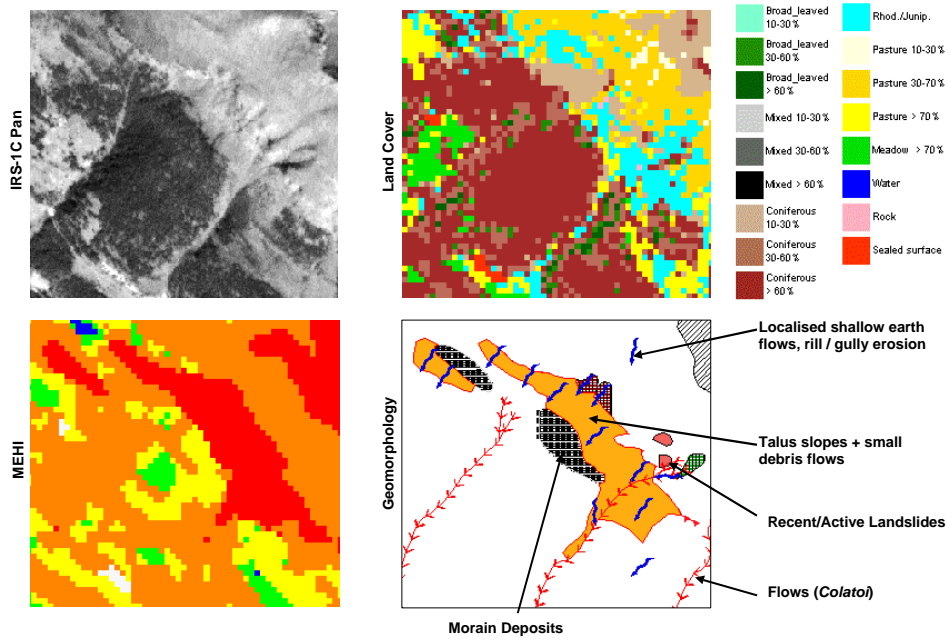 IRS-1C Pan
Land Cover
Broad_leaved
10-30%
Broad_leaved
30-60%
Broad_leaved
> 60%
Mixed 10-30%
Mixed 30-60%
Mixed > 60%
Coniferous
10-30%
Coniferous
30-60%
Coniferous
> 60%
Rhod./Junip.
Pasture 10-30%
Pasture 30-70%
Pasture > 70%
Meadow > 70%
Water
Rock
Sealed surface
MEHI
Geomorphology
Localised shallow earth
flows, rill / gully erosion
Talus slopes + small
debris flows
Recent/Active Landslides
Flows (Colatoi)
Morain Deposits